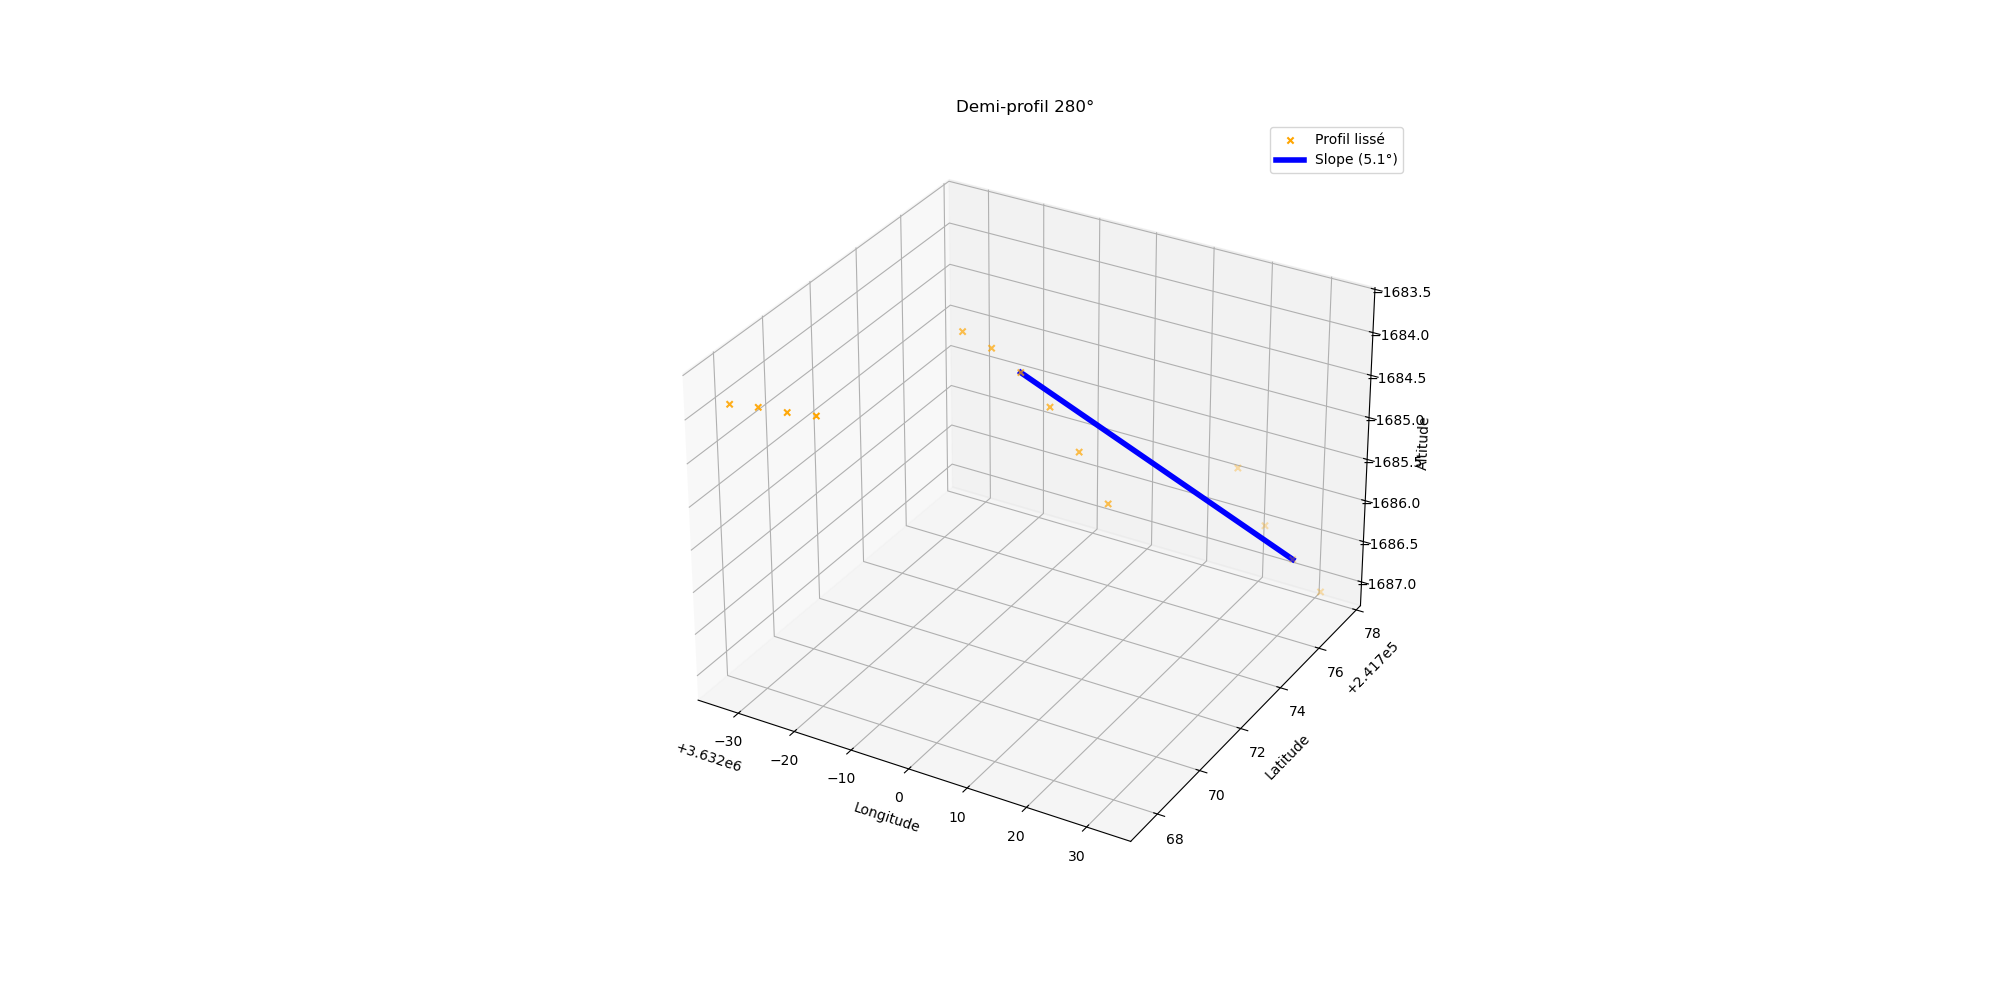 Demi-profil 280°
Profil lissé
Slope (5.1°)
−1683.5
−1684.0
−1684.5
−1685.0
−1685.5
−1686.0
−1686.5
−1687.0
Altitude
78
76
74
72
70
68
+2.417e5
Latitude
−30
−20
−10
0
10
20
30
+3.632e6
Longitude